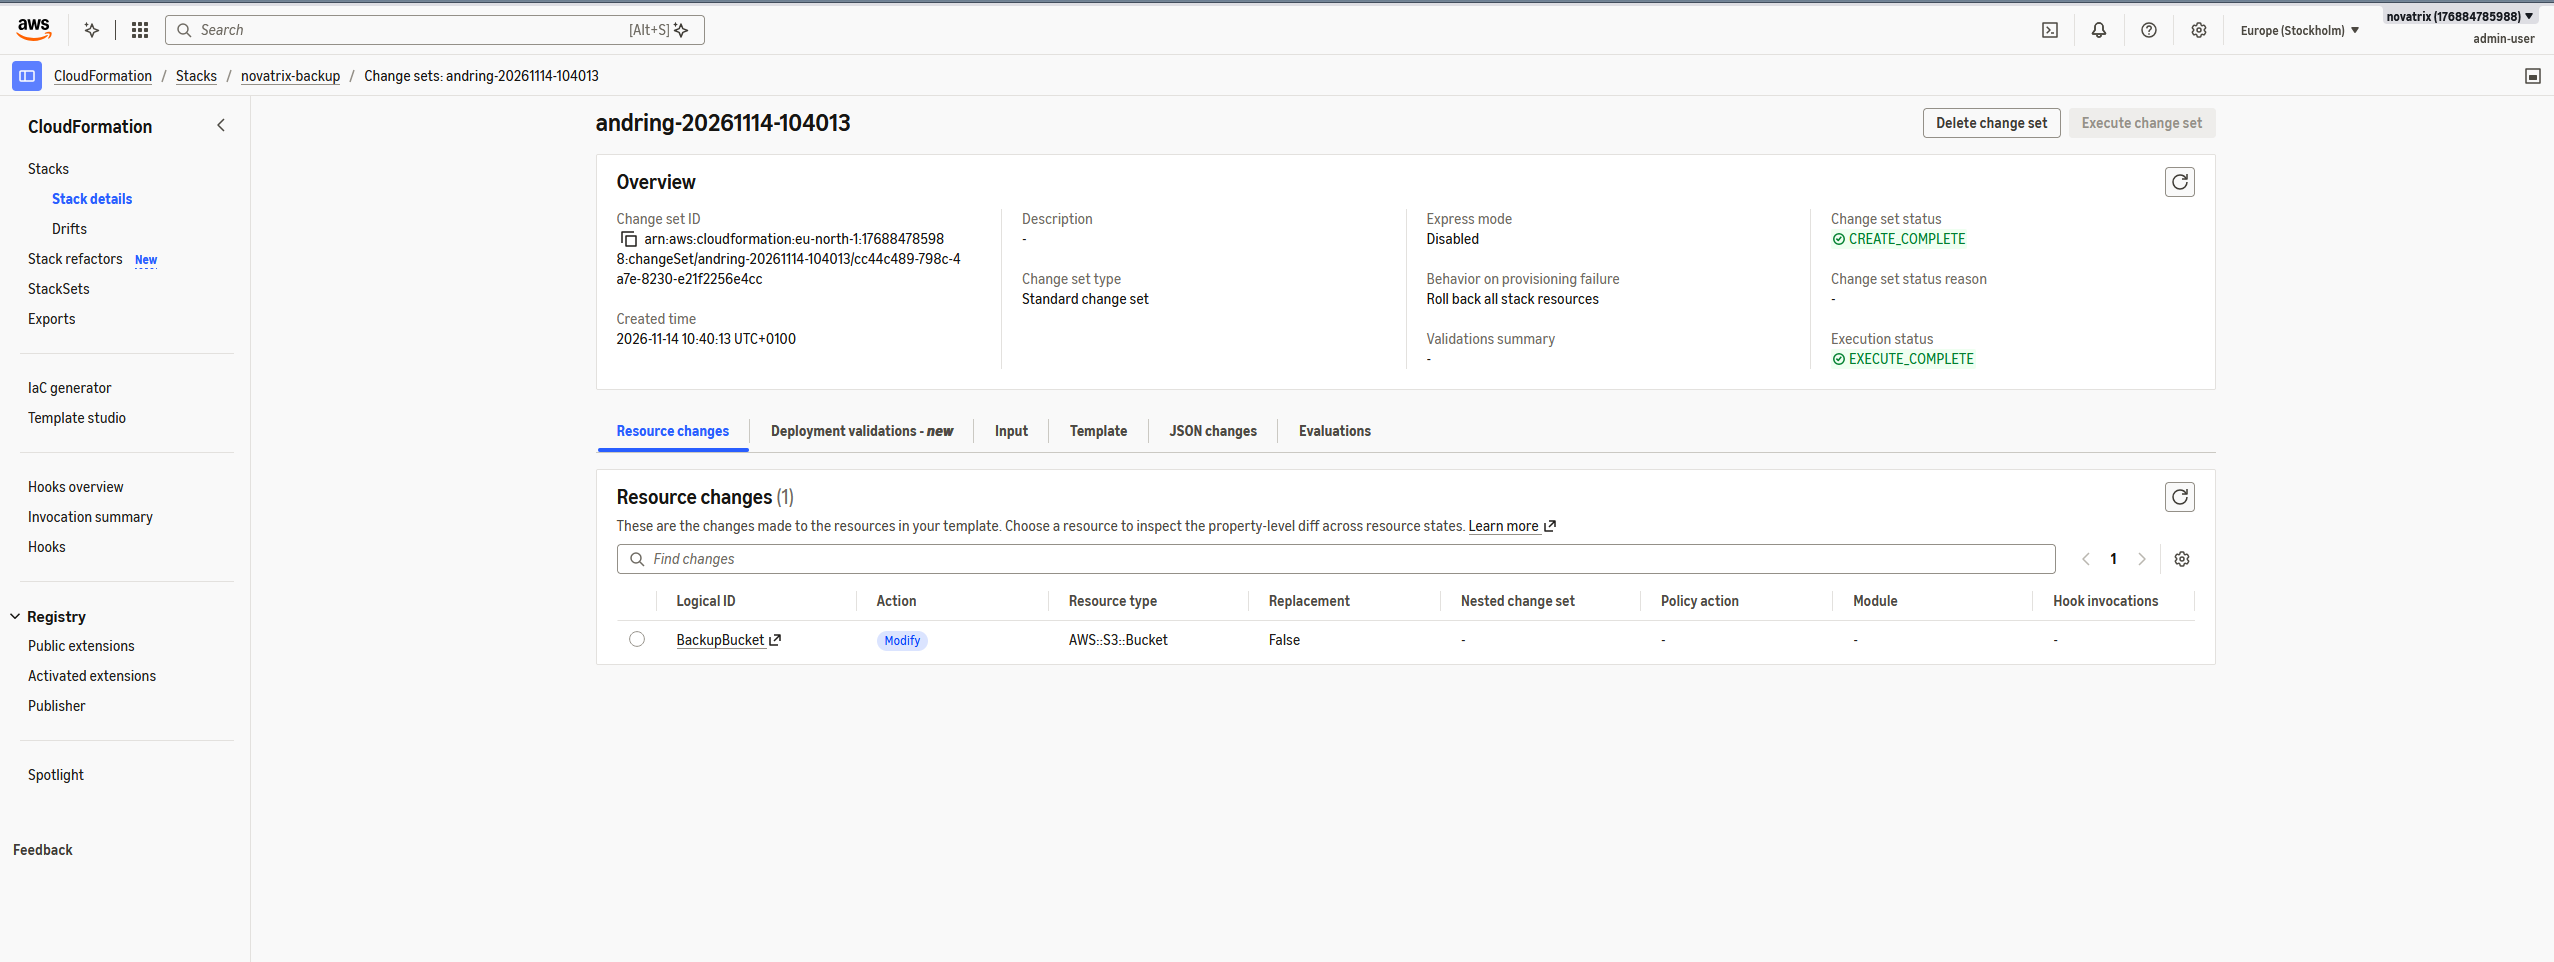 aws
Search [Alt+S]
Europe (Stockholm)
novatrix (176884785988)
admin-user
CloudFormation / Stacks / novatrix-backup / Change sets: andring-20261114-104013
CloudFormation
Stacks
Stack details
Drifts
Stack refactors New
StackSets
Exports
IaC generator
Template studio
Hooks overview
Invocation summary
Hooks
Registry
Public extensions
Activated extensions
Publisher
Spotlight
Feedback
andring-20261114-104013
Delete change set
Execute change set
Overview
Change set ID
arn:aws:cloudformation:eu-north-1:17688478598
8:changeSet/andring-20261114-104013/cc44c489-798c-4
a7e-8230-e21f2256e4cc
Created time
2026-11-14 10:40:13 UTC+0100
Description
-
Change set type
Standard change set
Express mode
Disabled
Behavior on provisioning failure
Roll back all stack resources
Validations summary
-
Change set status
CREATE_COMPLETE
Change set status reason
-
Execution status
EXECUTE_COMPLETE
Resource changes
Deployment validations - new
Input
Template
JSON changes
Evaluations
Resource changes (1)
These are the changes made to the resources in your template. Choose a resource to inspect the property-level diff across resource states. Learn more
Find changes
1
Logical ID Action Resource type Replacement Nested change set Policy action Module Hook invocations
BackupBucket Modify AWS::S3::Bucket False - - - -